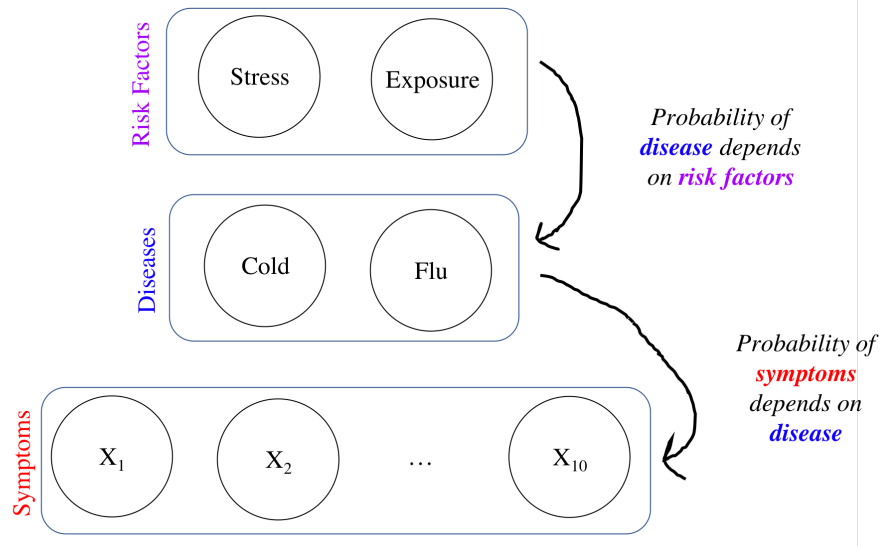 Risk Factors
Stress
Exposure
Probability of
disease depends
on risk factors
Diseases
Cold
Flu
Probability of
symptoms
depends on
disease
Symptoms
X₁
X₂
...
X₁₀